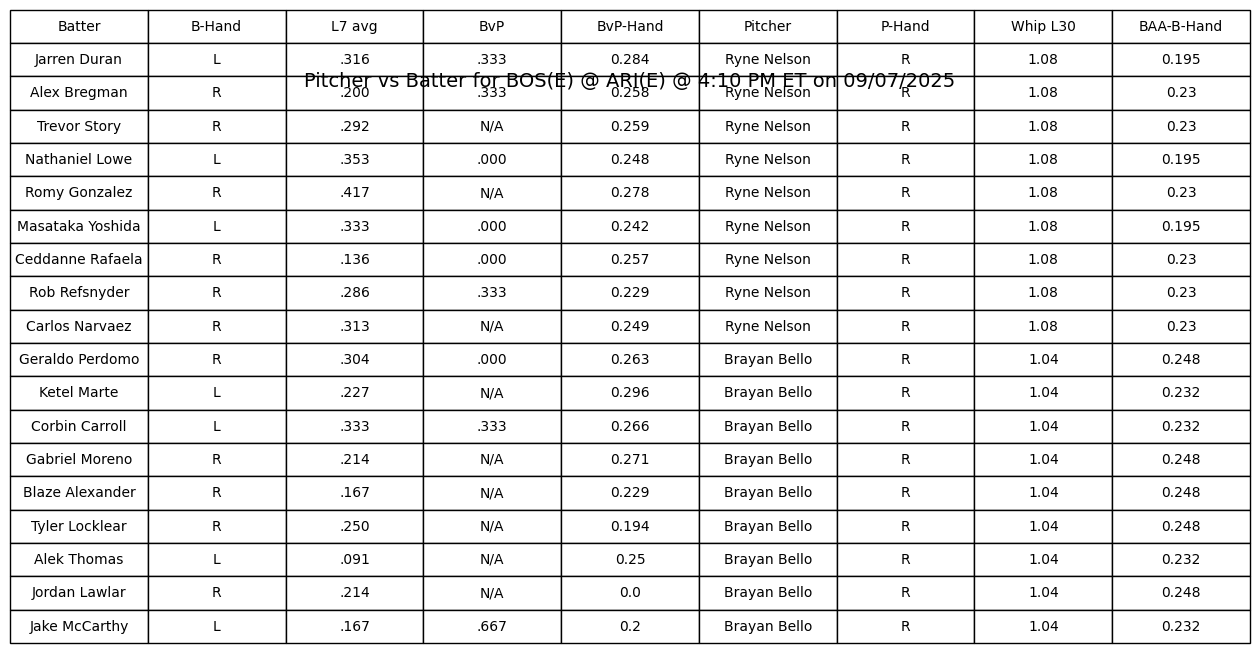 Batter B-Hand L7 avg BvP BvP-Hand Pitcher P-Hand Whip L30 BAA-B-Hand
Jarren Duran L .316 .333 0.284 Ryne Nelson R 1.08 0.195
Pitcher vs Batter for BOS(E) @ ARI(E) @ 4:10 PM ET on 09/07/2025
Alex Bregman R .200 .333 0.258 Ryne Nelson R 1.08 0.23
Trevor Story R .292 N/A 0.259 Ryne Nelson R 1.08 0.23
Nathaniel Lowe L .353 .000 0.248 Ryne Nelson R 1.08 0.195
Romy Gonzalez R .417 N/A 0.278 Ryne Nelson R 1.08 0.23
Masataka Yoshida L .333 .000 0.242 Ryne Nelson R 1.08 0.195
Ceddanne Rafaela R .136 .000 0.257 Ryne Nelson R 1.08 0.23
Rob Refsnyder R .286 .333 0.229 Ryne Nelson R 1.08 0.23
Carlos Narvaez R .313 N/A 0.249 Ryne Nelson R 1.08 0.23
Geraldo Perdomo R .304 .000 0.263 Brayan Bello R 1.04 0.248
Ketel Marte L .227 N/A 0.296 Brayan Bello R 1.04 0.232
Corbin Carroll L .333 .333 0.266 Brayan Bello R 1.04 0.232
Gabriel Moreno R .214 N/A 0.271 Brayan Bello R 1.04 0.248
Blaze Alexander R .167 N/A 0.229 Brayan Bello R 1.04 0.248
Tyler Locklear R .250 N/A 0.194 Brayan Bello R 1.04 0.248
Alek Thomas L .091 N/A 0.25 Brayan Bello R 1.04 0.232
Jordan Lawlar R .214 N/A 0.0 Brayan Bello R 1.04 0.248
Jake McCarthy L .167 .667 0.2 Brayan Bello R 1.04 0.232